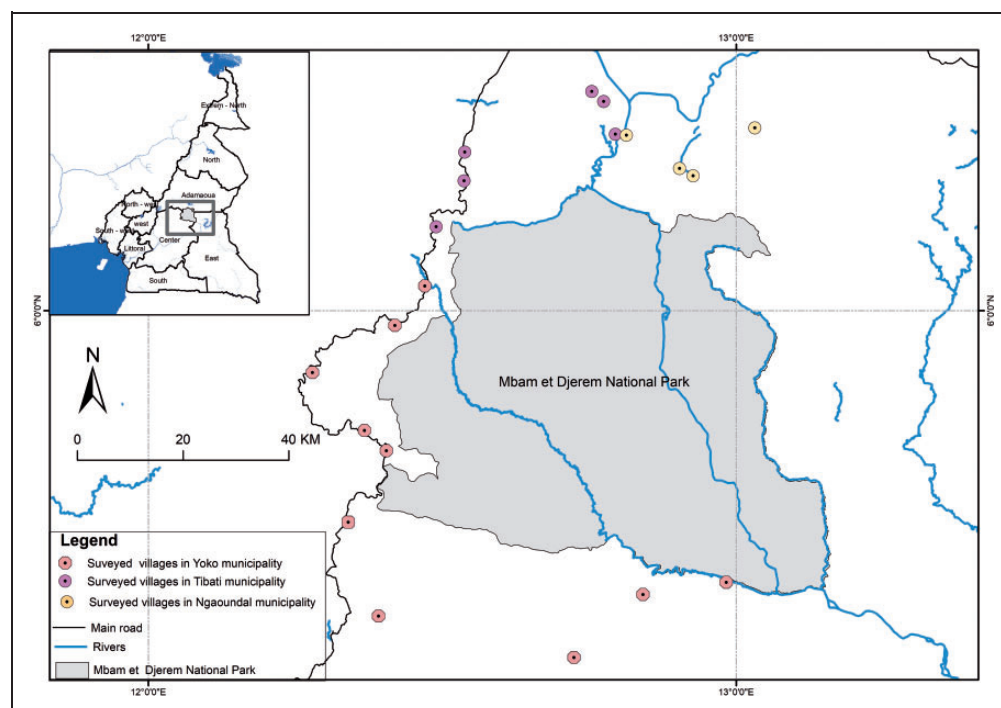 12°0'0"E
13°0'0"E
Extrem - North
North
Adamaoua
North - west
west
South - west
Littoral
Center
East
South
6°0'0"N
6°0'0"N
Mbam et Djerem National Park
N
0
20
40 KM
Legend
Suveyed villages in Yoko municipality
Surveyed villages in Tibati municipality
Surveyed villages in Ngaoundal municipality
Main road
Rivers
Mbam et Djerem National Park
12°0'0"E
13°0'0"E